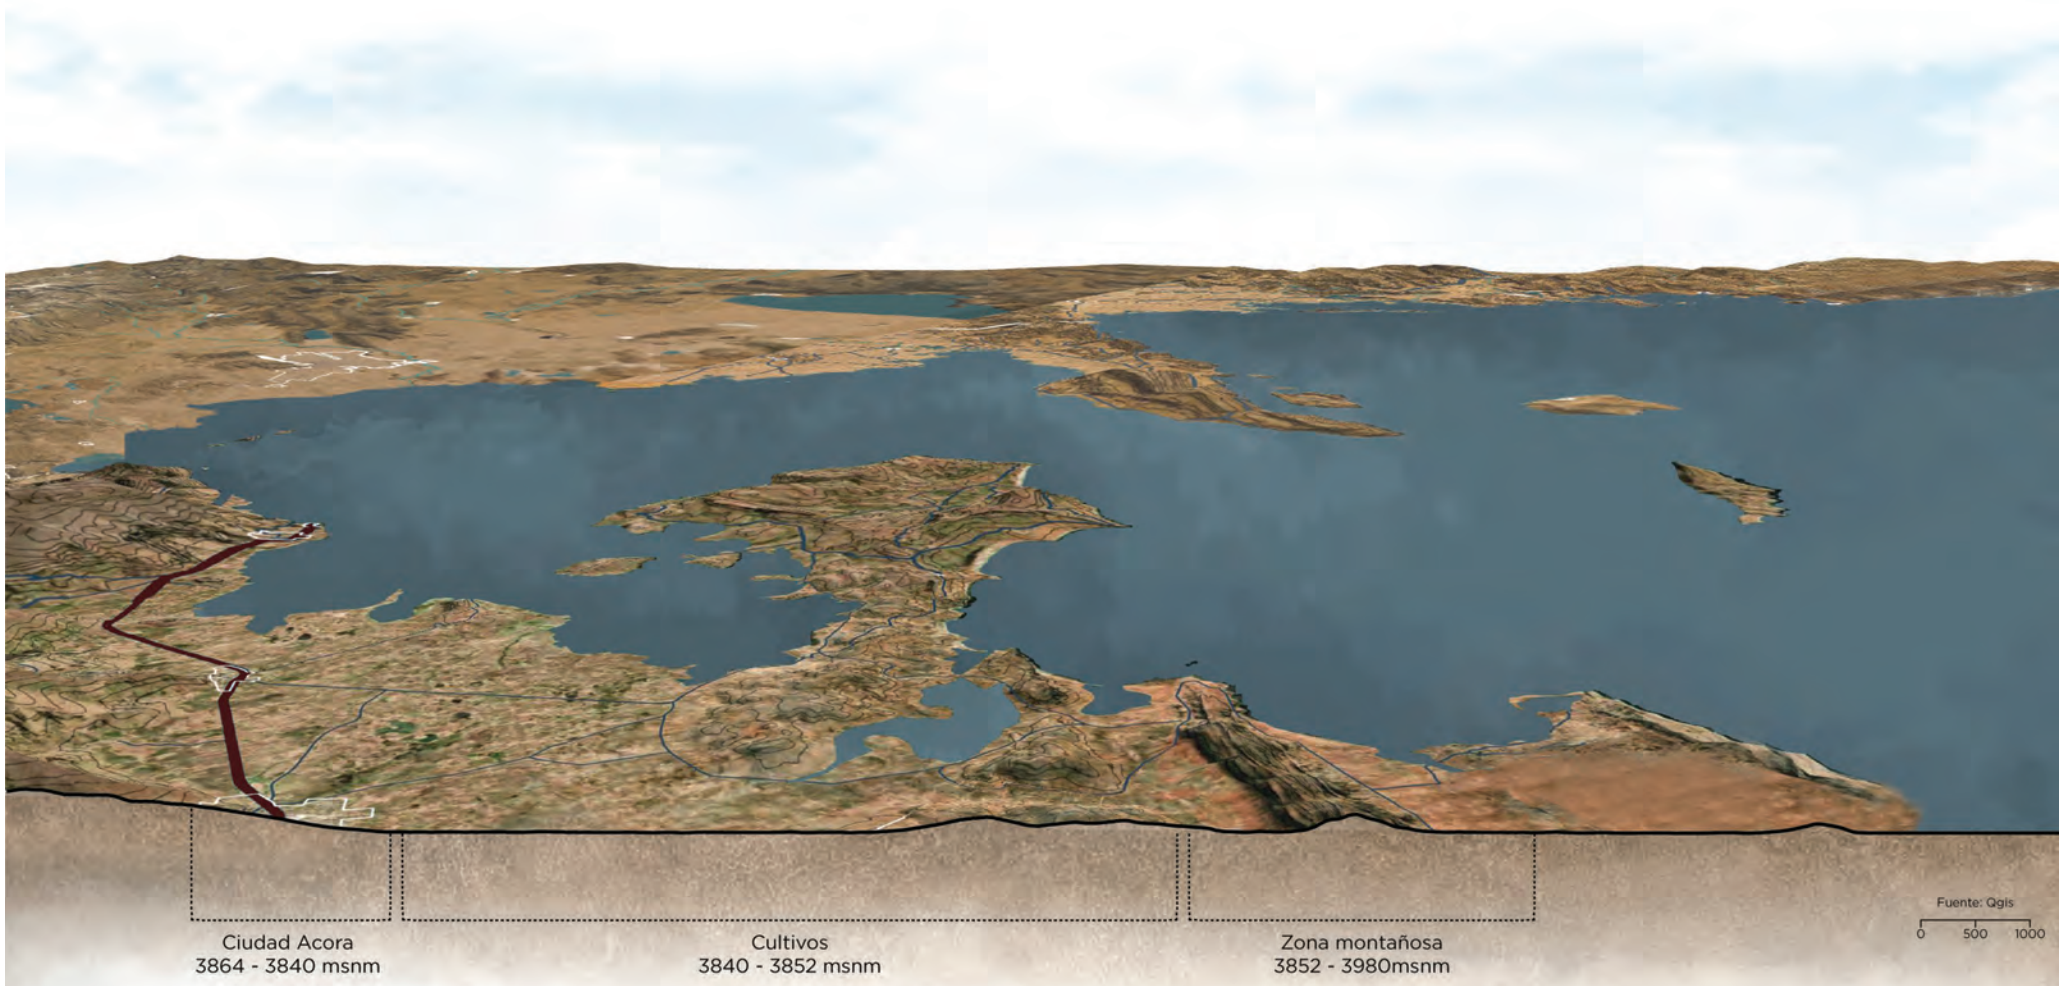 Ciudad Acora
3864 - 3840 msnm
Cultivos
3840 - 3852 msnm
Zona montañosa
3852 - 3980msnm
Fuente: Qgis
0 500 1000